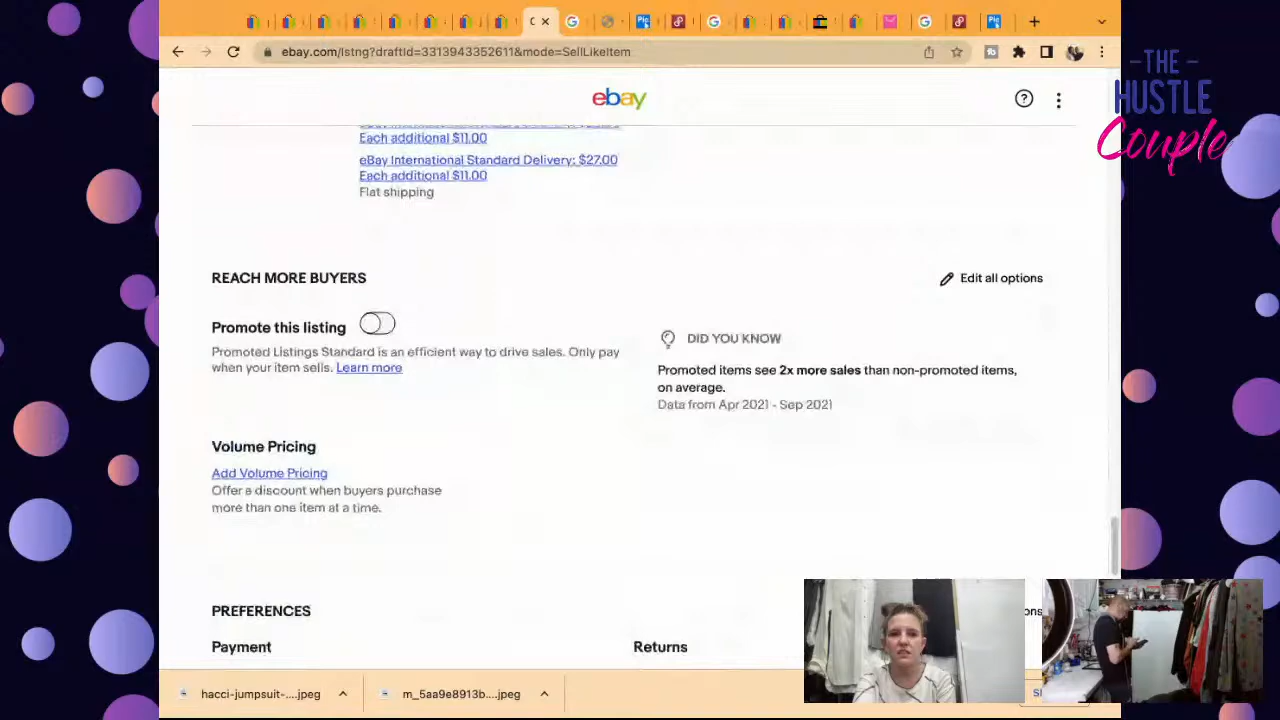 ebay.com/lstng?draftId=3313943352611&mode=SellLikeItem
-THE-
HUSTLE
Couple
ebay
Each additional $11.00
eBay International Standard Delivery: $27.00
Each additional $11.00
Flat shipping
REACH MORE BUYERS
Edit all options
Promote this listing
Promoted Listings Standard is an efficient way to drive sales. Only pay
when your item sells. Learn more
DID YOU KNOW
Promoted items see 2x more sales than non-promoted items,
on average.
Data from Apr 2021 - Sep 2021
Volume Pricing
Add Volume Pricing
Offer a discount when buyers purchase
more than one item at a time.
PREFERENCES
Payment
Returns
hacci-jumpsuit-....jpeg
m_5aa9e8913b....jpeg